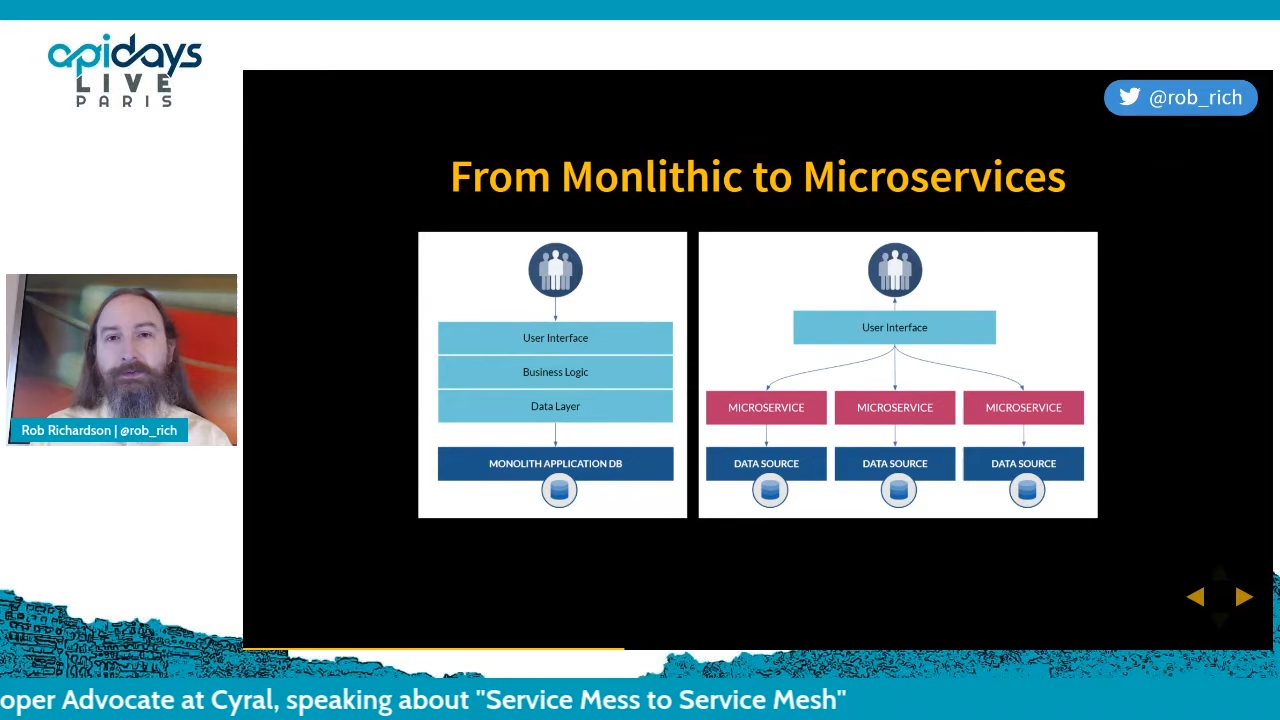 apidays
LIVE
PARIS
@rob_rich
From Monlithic to Microservices
User Interface
Business Logic
Data Layer
MONOLITH APPLICATION DB
User Interface
MICROSERVICE MICROSERVICE MICROSERVICE
DATA SOURCE DATA SOURCE DATA SOURCE
Rob Richardson | @rob_rich
oper Advocate at Cyral, speaking about "Service Mess to Service Mesh"